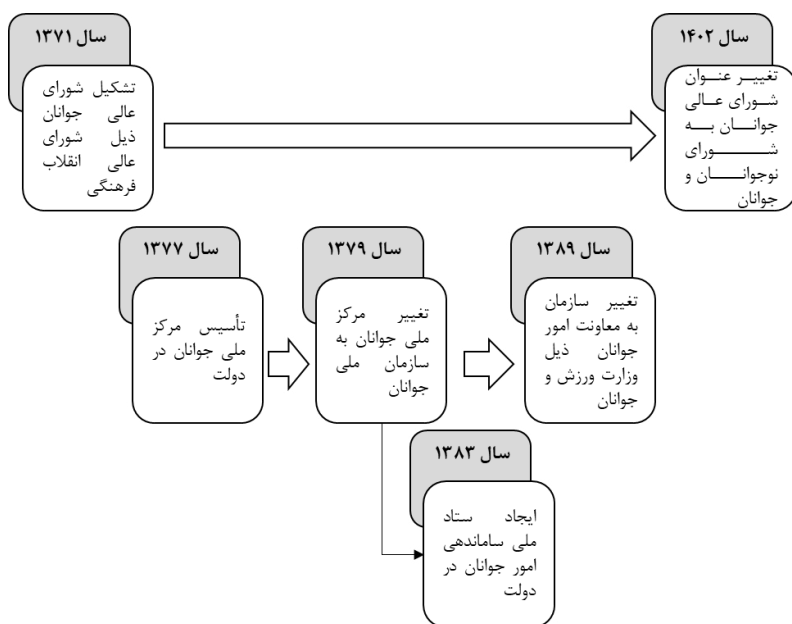 سال ۱۳۷۱
تشکیل شورای
عالی جوانان
ذیل شورای
عالی انقلاب
فرهنگی
سال ۱۴۰۲
تغییر عنوان
شورای عالی
جوانان به
شورای
نوجوانان و
جوانان
سال ۱۳۷۷
تأسیس مرکز
ملی جوانان در
دولت
سال ۱۳۷۹
تغییر مرکز
ملی جوانان به
سازمان ملی
جوانان
سال ۱۳۸۹
تغییر سازمان
به معاونت امور
جوانان ذیل
وزارت ورزش و
جوانان
سال ۱۳۸۳
ایجاد ستاد
ملی ساماندهی
امور جوانان در
دولت